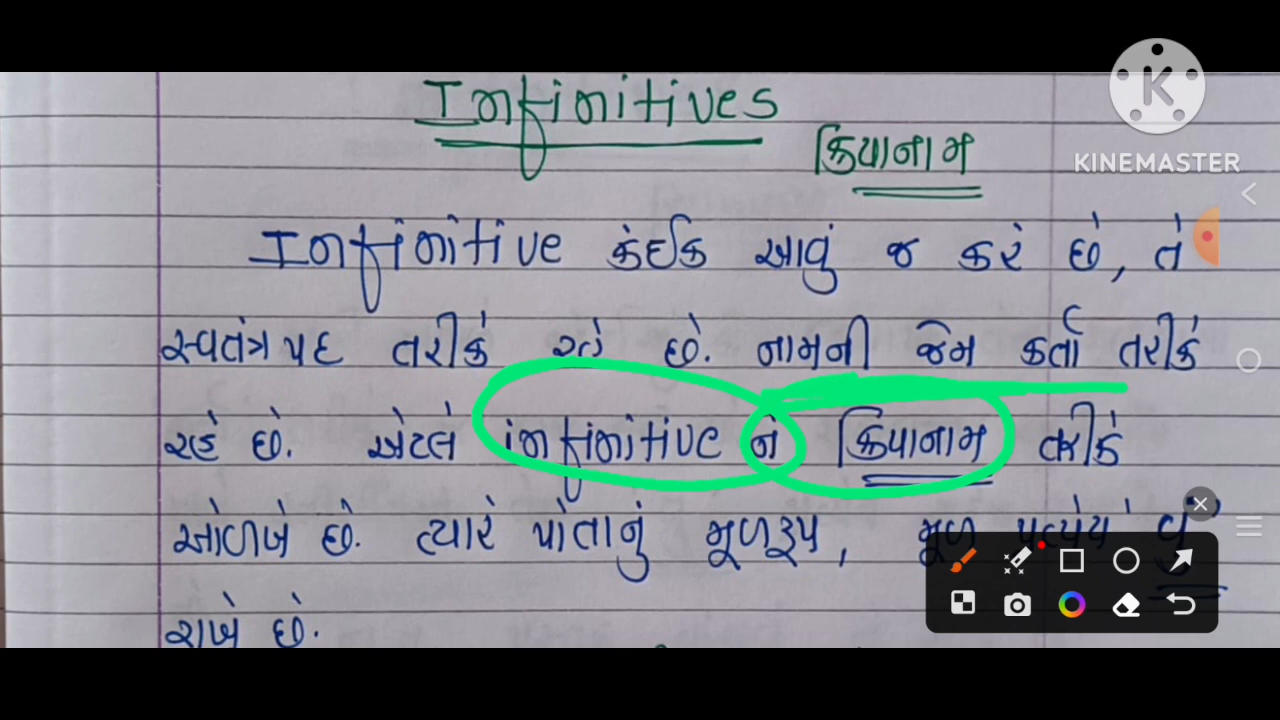 Infinitives
ક્રિયાનામ
KINEMASTER
Infinitive કંઈક આવું જ કરે છે, તે
સ્વતંત્ર પદ તરીકે રહે છે. નામની જેમ કર્તા તરીકે
રહે છે. એટલે infinitive ને ક્રિયાનામ તરીકે
ઓળખે છે. ત્યારે પોતાનું મૂળરૂપ, મૂળ
રાખે છે.